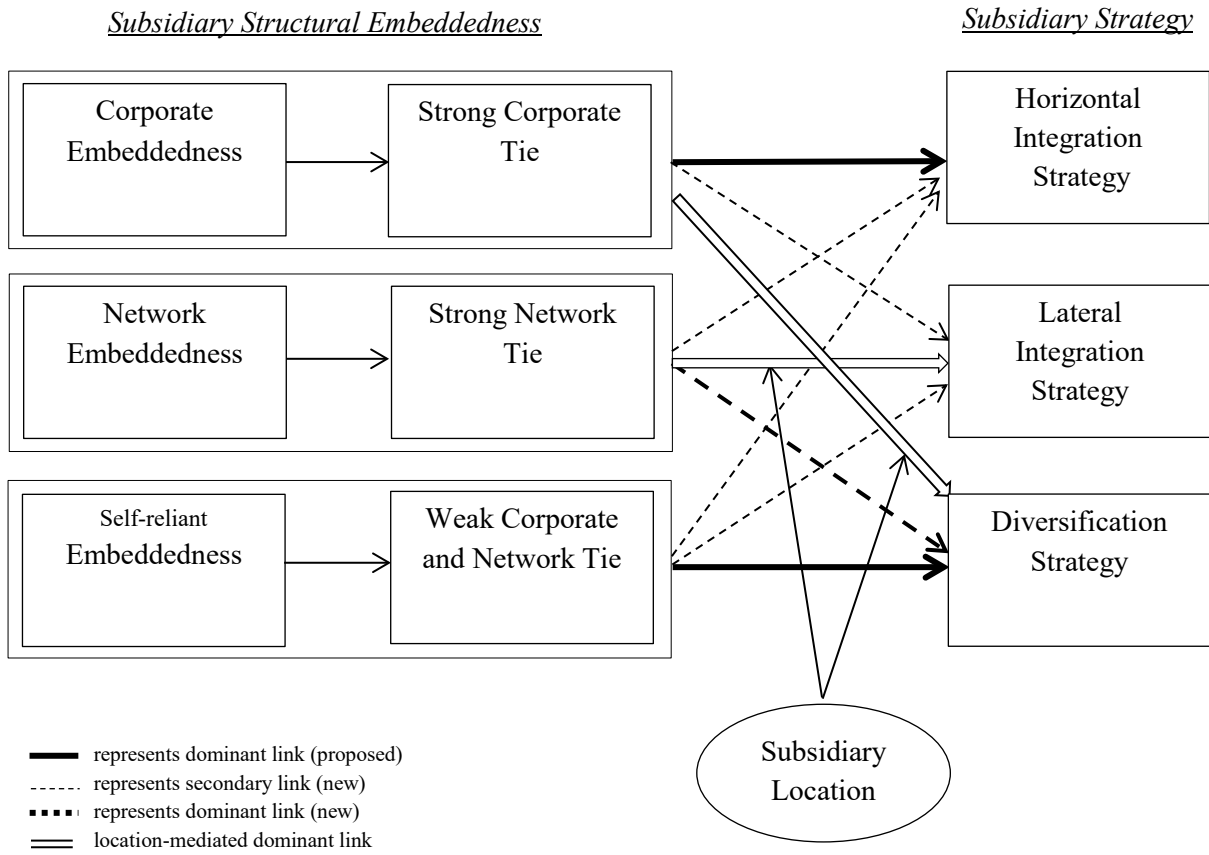 Subsidiary Structural Embeddedness
Subsidiary Strategy
Corporate
Embeddedness
Strong Corporate
Tie
Horizontal
Integration
Strategy
Network
Embeddedness
Strong Network
Tie
Lateral
Integration
Strategy
Self-reliant
Embeddedness
Weak Corporate
and Network Tie
Diversification
Strategy
Subsidiary
Location
represents dominant link (proposed)
represents secondary link (new)
represents dominant link (new)
location-mediated dominant link